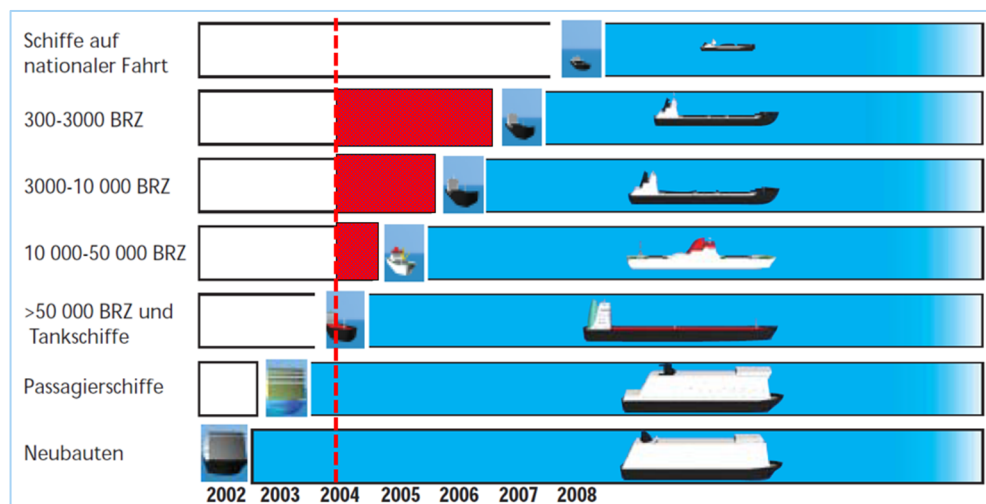 Schiffe auf
nationaler Fahrt
300-3000 BRZ
3000-10 000 BRZ
10 000-50 000 BRZ
>50 000 BRZ und
Tankschiffe
Passagierschiffe
Neubauten
2002 2003 2004 2005 2006 2007 2008